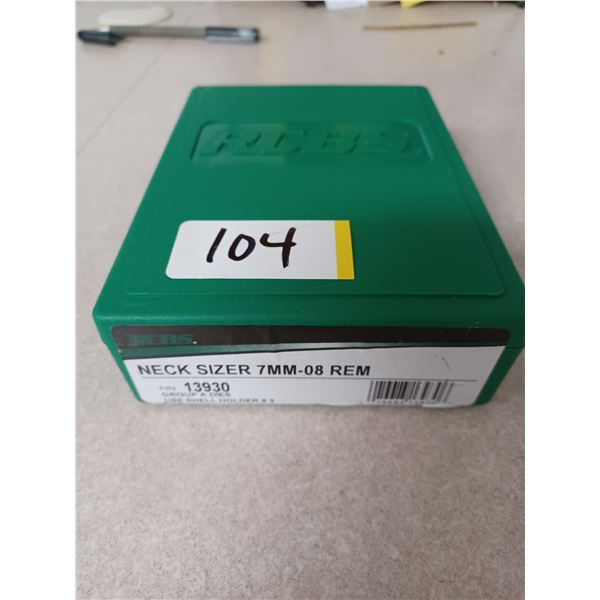 RCBS
104
RCBS
NECK SIZER 7MM-08 REM
P/N 13930
GROUP A DIES
USE SHELL HOLDER # 3